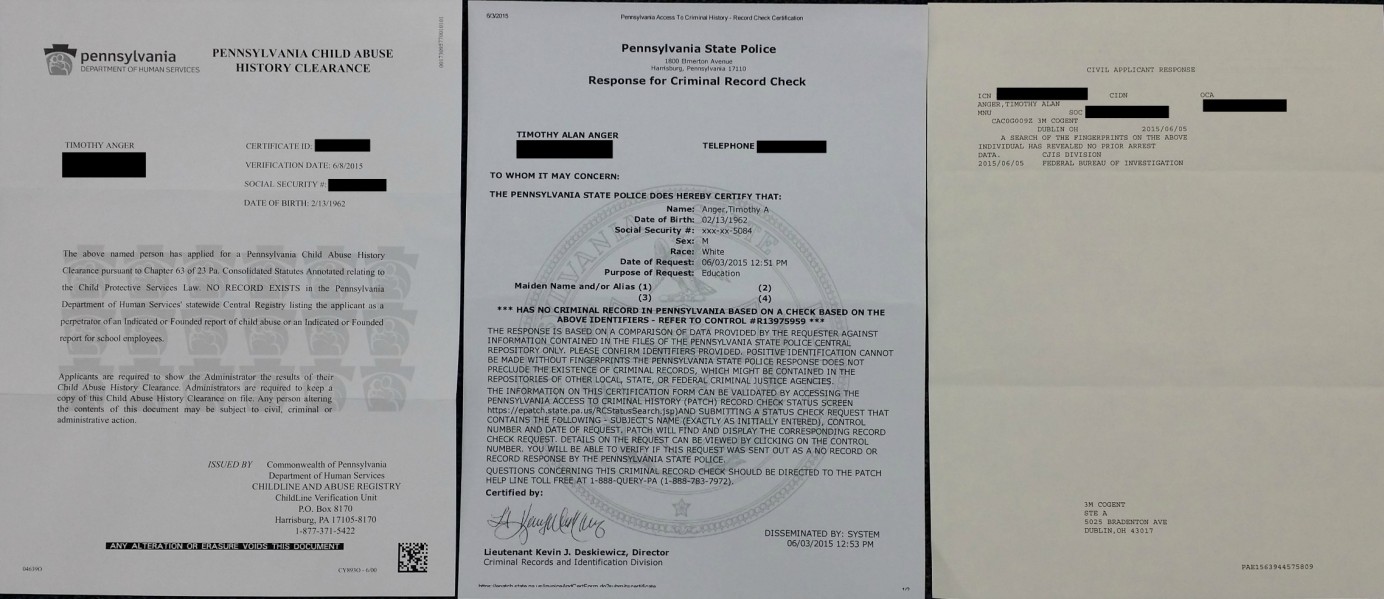 pennsylvania
DEPARTMENT OF HUMAN SERVICES
PENNSYLVANIA CHILD ABUSE
HISTORY CLEARANCE
TIMOTHY ANGER
CERTIFICATE ID:
VERIFICATION DATE: 6/8/2015
SOCIAL SECURITY #:
DATE OF BIRTH: 2/13/1962
The above named person has applied for a Pennsylvania Child Abuse History
Clearance pursuant to Chapter 63 of 23 Pa. Consolidated Statutes Annotated relating to
the Child Protective Services Law. NO RECORD EXISTS in the Pennsylvania
Department of Human Services' statewide Central Registry listing the applicant as a
perpetrator of an Indicated or Founded report of child abuse or an Indicated or Founded
report for school employees.
Applicants are required to show the Administrator the results of their
Child Abuse History Clearance. Administrators are required to keep a
copy of this Child Abuse History Clearance on file. Any person altering
the contents of this document may be subject to civil, criminal or
administrative action.
ISSUED BY Commonwealth of Pennsylvania
Department of Human Services
CHILDLINE AND ABUSE REGISTRY
ChildLine Verification Unit
P.O. Box 8170
Harrisburg, PA 17105-8170
1-877-371-5422
ANY ALTERATION OR ERASURE VOIDS THIS DOCUMENT
04639O
CY893O - 6/00
6/3/2015
Pennsylvania Access To Criminal History - Record Check Certification
Pennsylvania State Police
1800 Elmerton Avenue
Harrisburg, Pennsylvania 17110
Response for Criminal Record Check
TIMOTHY ALAN ANGER
TELEPHONE
TO WHOM IT MAY CONCERN:
THE PENNSYLVANIA STATE POLICE DOES HEREBY CERTIFY THAT:
Name: Anger,Timothy A
Date of Birth: 02/13/1962
Social Security #: xxx-xx-5084
Sex: M
Race: White
Date of Request: 06/03/2015 12:51 PM
Purpose of Request: Education
Maiden Name and/or Alias (1) (2)
(3) (4)
*** HAS NO CRIMINAL RECORD IN PENNSYLVANIA BASED ON A CHECK BASED ON THE
ABOVE IDENTIFIERS - REFER TO CONTROL #R13975959 ***
THE RESPONSE IS BASED ON A COMPARISON OF DATA PROVIDED BY THE REQUESTER AGAINST
INFORMATION CONTAINED IN THE FILES OF THE PENNSYLVANIA STATE POLICE CENTRAL
REPOSITORY ONLY. PLEASE CONFIRM IDENTIFIERS PROVIDED. POSITIVE IDENTIFICATION CANNOT
BE MADE WITHOUT FINGERPRINTS THE PENNSYLVANIA STATE POLICE RESPONSE DOES NOT
PRECLUDE THE EXISTENCE OF CRIMINAL RECORDS, WHICH MIGHT BE CONTAINED IN THE
REPOSITORIES OF OTHER LOCAL, STATE, OR FEDERAL CRIMINAL JUSTICE AGENCIES.
THE INFORMATION ON THIS CERTIFICATION FORM CAN BE VALIDATED BY ACCESSING THE
PENNSYLVANIA ACCESS TO CRIMINAL HISTORY (PATCH) RECORD CHECK STATUS SCREEN
https://epatch.state.pa.us/RCStatusSearch.jsp)AND SUBMITTING A STATUS CHECK REQUEST THAT
CONTAINS THE FOLLOWING - SUBJECT'S NAME (EXACTLY AS INITIALLY ENTERED), CONTROL
NUMBER AND DATE OF REQUEST. PATCH WILL FIND AND DISPLAY THE CORRESPONDING RECORD
CHECK REQUEST. DETAILS ON THE REQUEST CAN BE VIEWED BY CLICKING ON THE CONTROL
NUMBER. YOU WILL BE ABLE TO VERIFY IF THIS REQUEST WAS SENT OUT AS A NO RECORD OR
RECORD RESPONSE BY THE PENNSYLVANIA STATE POLICE.
QUESTIONS CONCERNING THIS CRIMINAL RECORD CHECK SHOULD BE DIRECTED TO THE PATCH
HELP LINE TOLL FREE AT 1-888-QUERY-PA (1-888-783-7972).
Certified by:
DISSEMINATED BY: SYSTEM
06/03/2015 12:53 PM
Lieutenant Kevin J. Deskiewicz, Director
Criminal Records and Identification Division
1/1
CIVIL APPLICANT RESPONSE
ICN CIDN OCA
ANGER,TIMOTHY ALAN
MNU SOC
CAC0G009Z 3M COGENT
DUBLIN OH 2015/06/05
A SEARCH OF THE FINGERPRINTS ON THE ABOVE
INDIVIDUAL HAS REVEALED NO PRIOR ARREST
DATA. CJIS DIVISION
2015/06/05 FEDERAL BUREAU OF INVESTIGATION
3M COGENT
STE A
5025 BRADENTON AVE
DUBLIN,OH 43017
PAE1563944575809